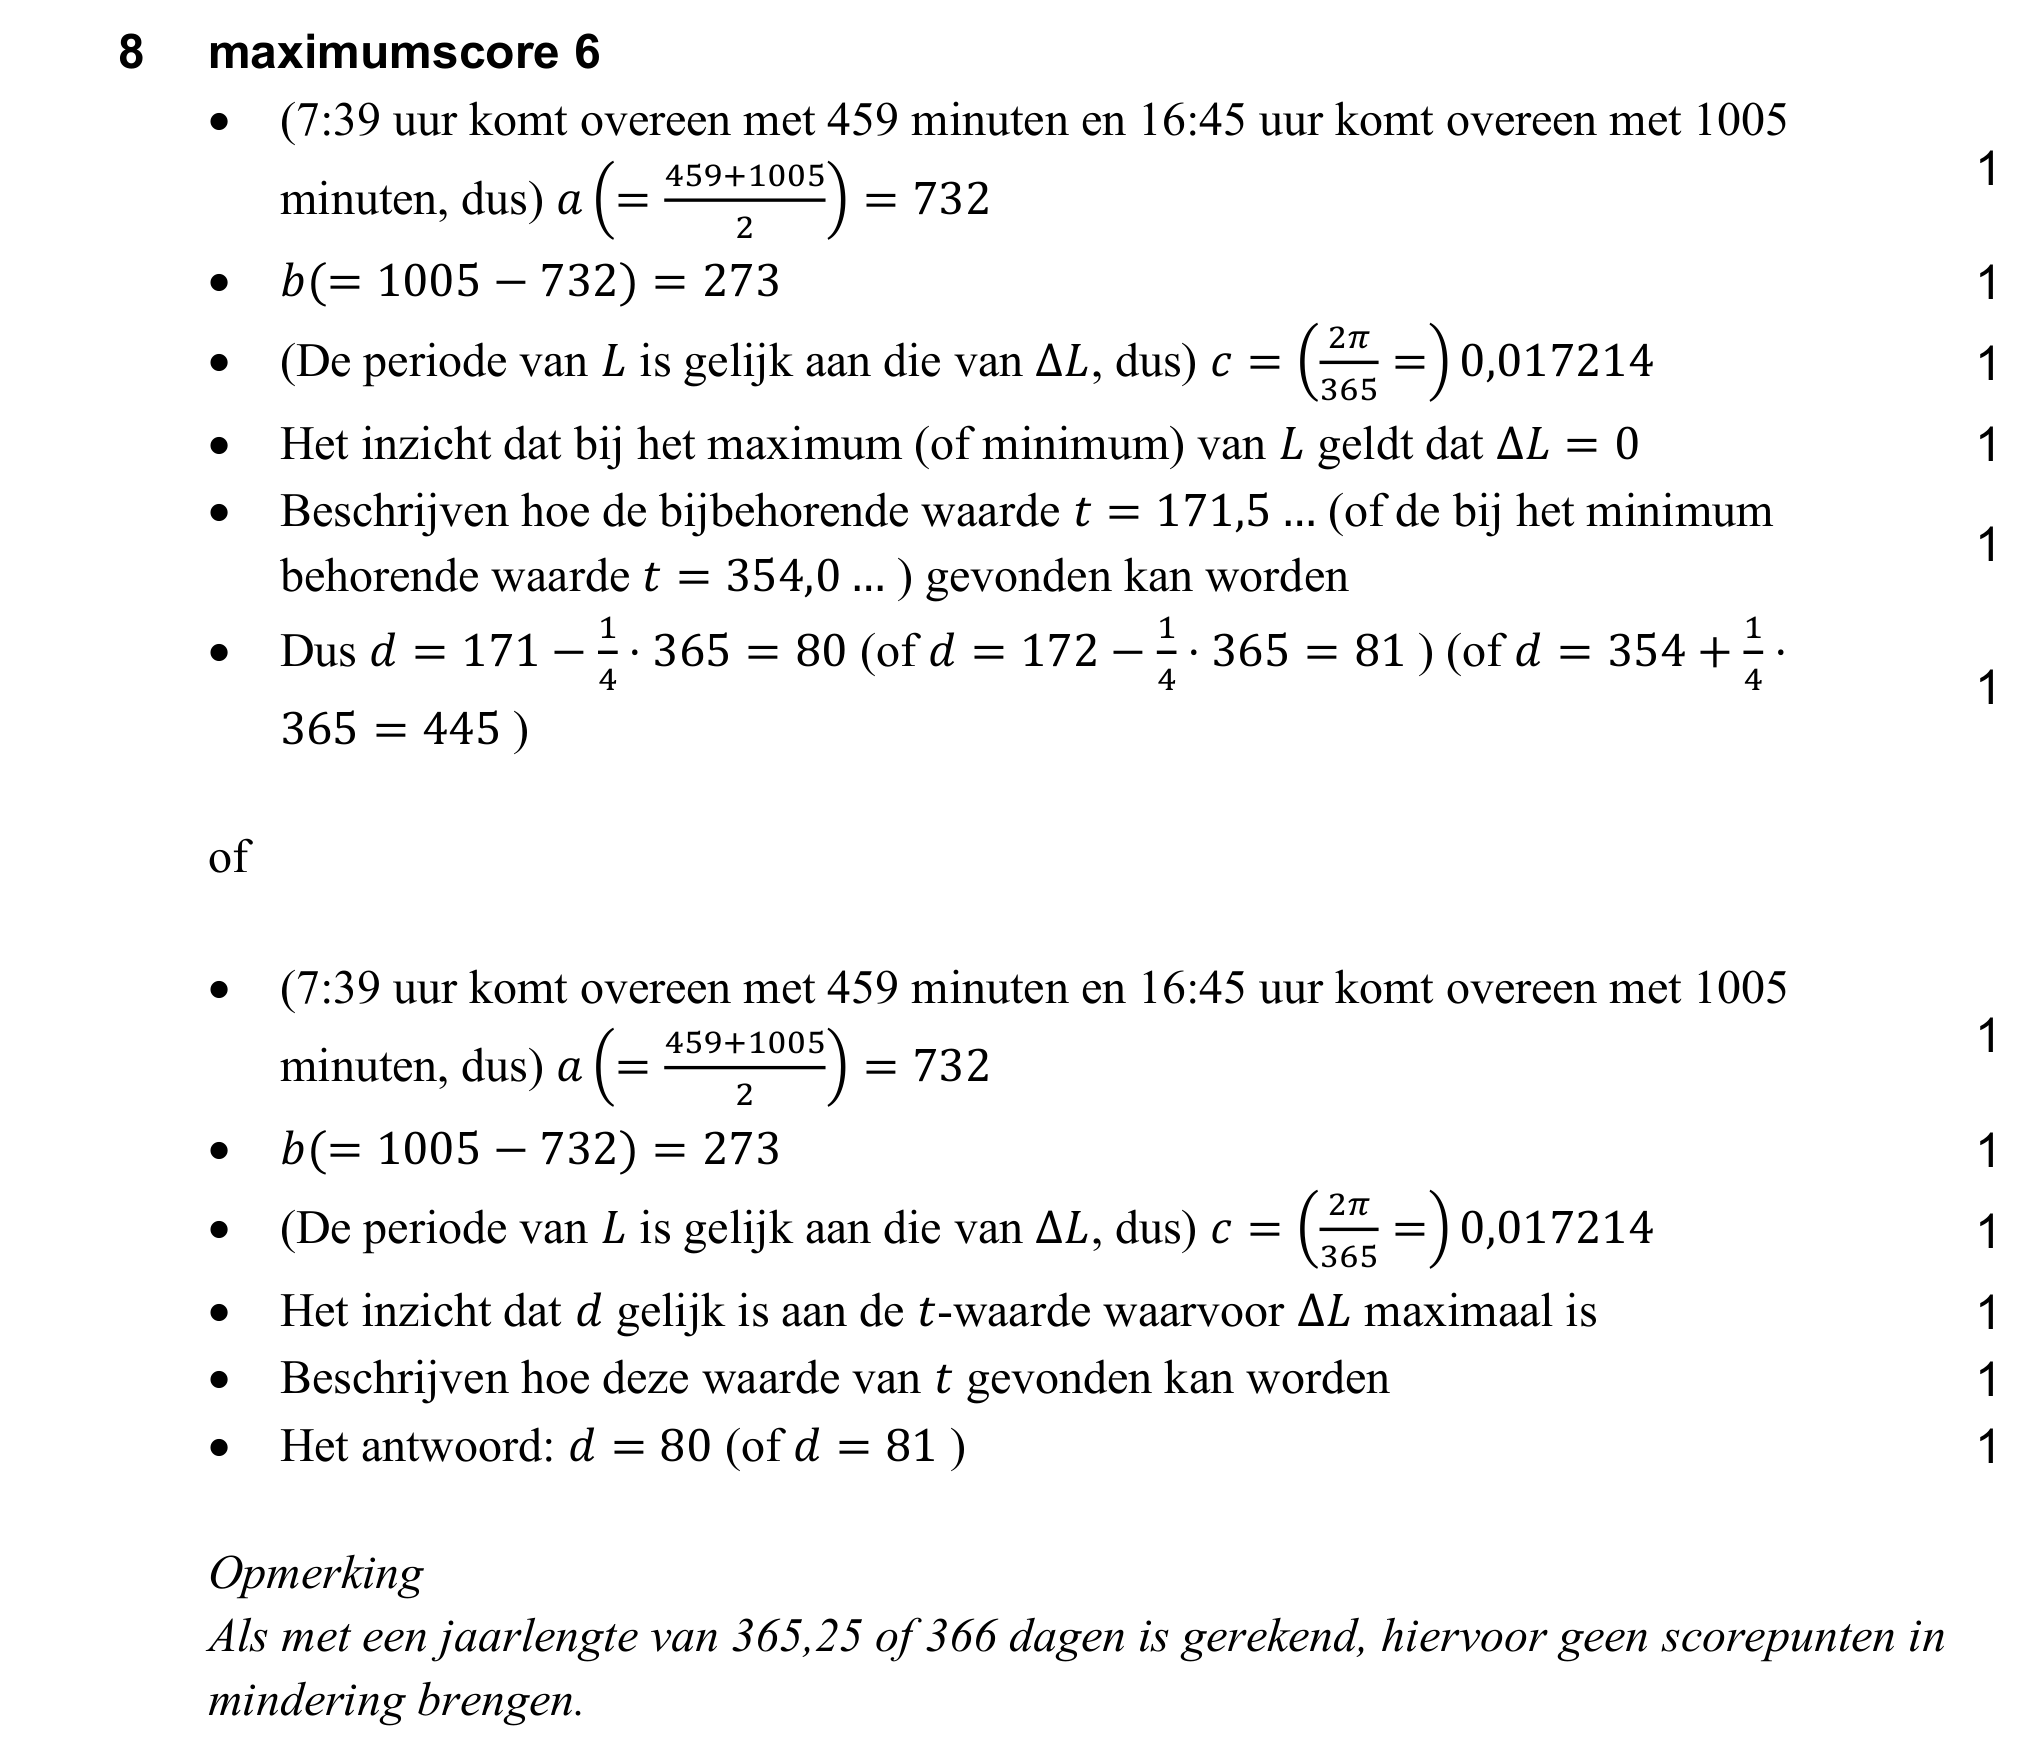 8 maximumscore 6
• (7:39 uur komt overeen met 459 minuten en 16:45 uur komt overeen met 1005 
minuten, dus) a (= (459+1005)/2) = 732 1
• b(= 1005 − 732) = 273 1
• (De periode van L is gelijk aan die van ΔL, dus) c = (2π/365 =) 0,017214 1
• Het inzicht dat bij het maximum (of minimum) van L geldt dat ΔL = 0 1
• Beschrijven hoe de bijbehorende waarde t = 171,5 … (of de bij het minimum
behorende waarde t = 354,0 … ) gevonden kan worden 1
• Dus d = 171 − 1/4 · 365 = 80 (of d = 172 − 1/4 · 365 = 81 ) (of d = 354 + 1/4 ·
365 = 445 ) 1
of
• (7:39 uur komt overeen met 459 minuten en 16:45 uur komt overeen met 1005
minuten, dus) a (= (459+1005)/2) = 732 1
• b(= 1005 − 732) = 273 1
• (De periode van L is gelijk aan die van ΔL, dus) c = (2π/365 =) 0,017214 1
• Het inzicht dat d gelijk is aan de t-waarde waarvoor ΔL maximaal is 1
• Beschrijven hoe deze waarde van t gevonden kan worden 1
• Het antwoord: d = 80 (of d = 81 ) 1
Opmerking
Als met een jaarlengte van 365,25 of 366 dagen is gerekend, hiervoor geen scorepunten in
mindering brengen.